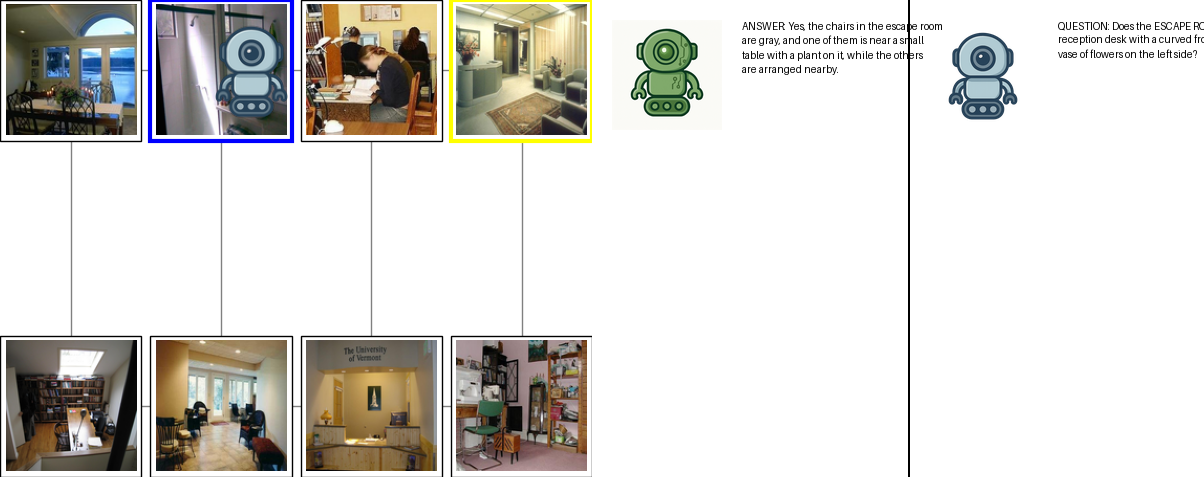 ANSWER: Yes, the chairs in the escape room
are gray, and one of them is near a small
table with a plant on it, while the others
are arranged nearby.
QUESTION: Does the ESCAPE RO
reception desk with a curved fro
vase of flowers on the left side?
The University
of Vermont